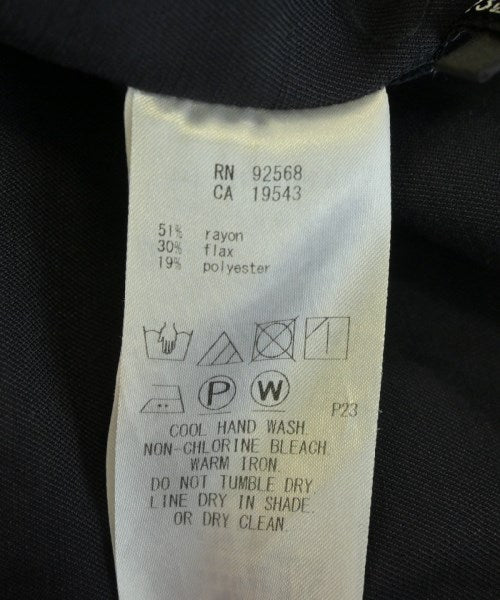 RN 92568
CA 19543
51% rayon
30% flax
19% polyester
P W
P23
COOL HAND WASH.
NON-CHLORINE BLEACH.
WARM IRON.
DO NOT TUMBLE DRY.
LINE DRY IN SHADE.
OR DRY CLEAN.